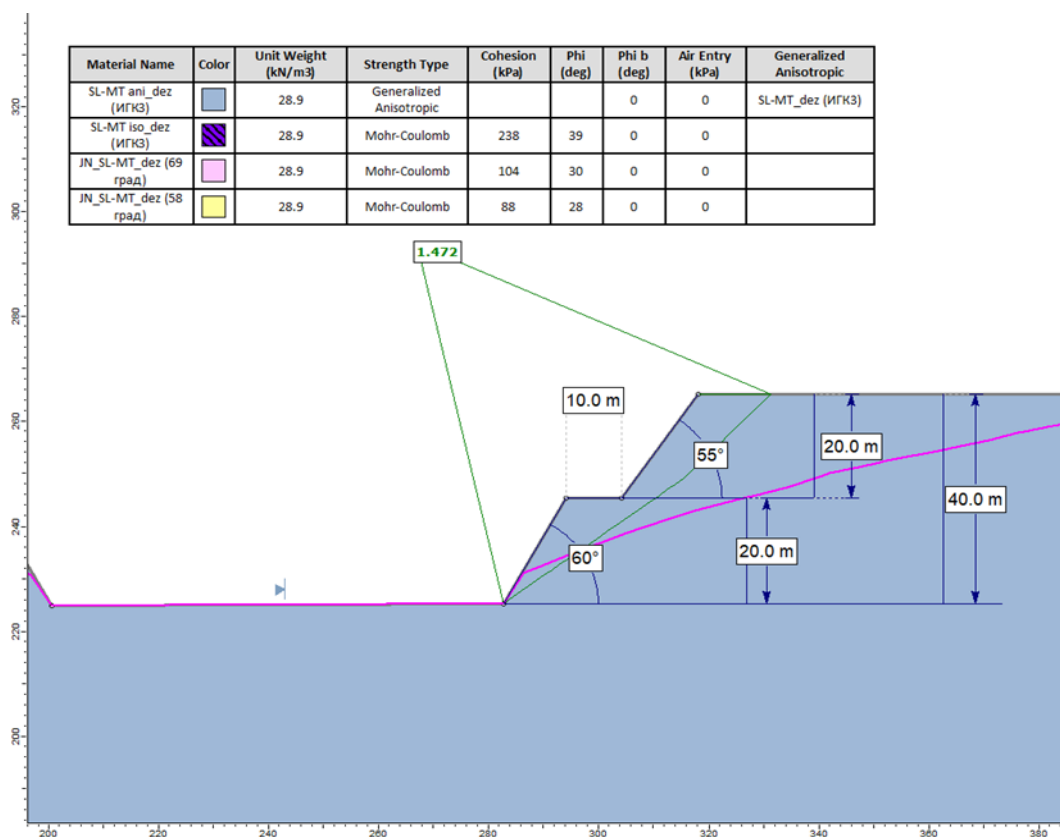 Material Name Color Unit Weight (kN/m3) Strength Type Cohesion (kPa) Phi (deg) Phi b (deg) Air Entry (kPa) Generalized Anisotropic
SL-MT ani_dez (ИГК3) 28.9 Generalized Anisotropic 0 0 SL-MT_dez (ИГК3)
SL-MT iso_dez (ИГК3) 28.9 Mohr-Coulomb 238 39 0 0
JN_SL-MT_dez (69 град) 28.9 Mohr-Coulomb 104 30 0 0
JN_SL-MT_dez (58 град) 28.9 Mohr-Coulomb 88 28 0 0
1.472
10.0 m
55°
20.0 m
40.0 m
60°
20.0 m
320
300
280
260
240
220
200
200 220 240 260 280 300 320 340 360 380